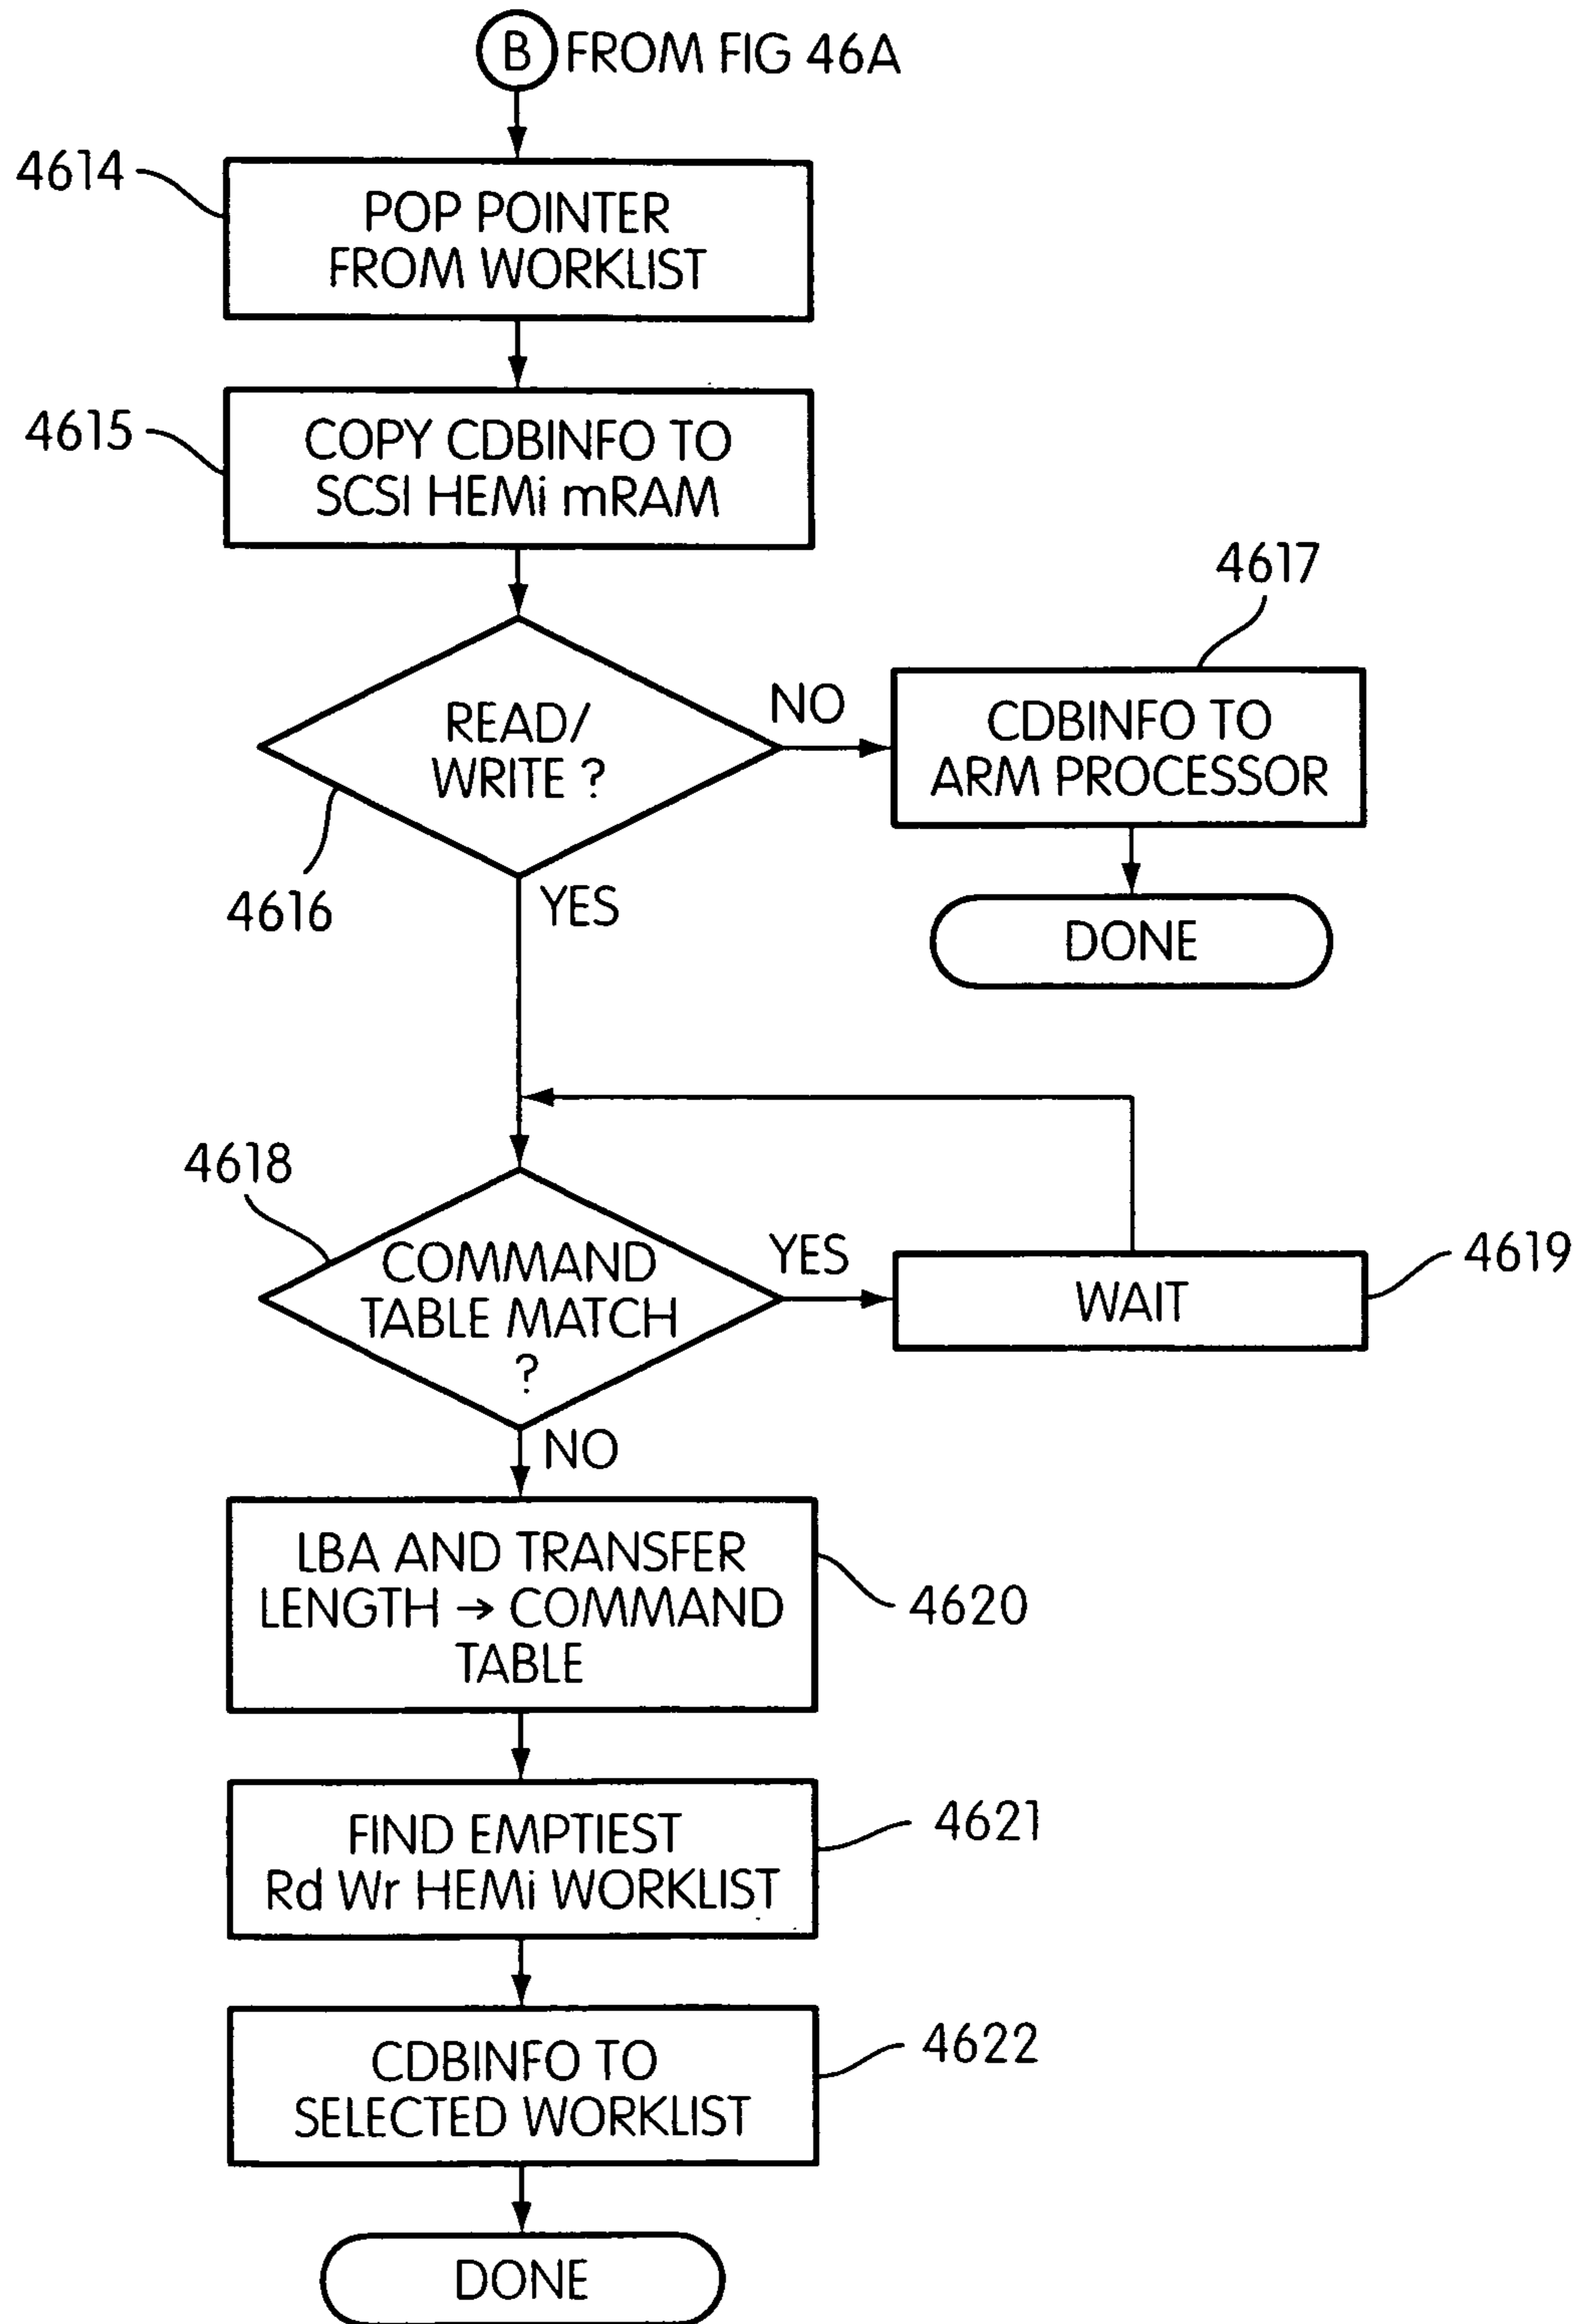 B FROM FIG 46A
4614
POP POINTER
FROM WORKLIST
4615
COPY CDBINFO TO
SCSI HEMi mRAM
4616
READ/
WRITE ?
NO
YES
4617
CDBINFO TO
ARM PROCESSOR
DONE
4618
COMMAND
TABLE MATCH
?
YES
NO
WAIT
4619
LBA AND TRANSFER
LENGTH → COMMAND
TABLE
4620
FIND EMPTIEST
Rd Wr HEMi WORKLIST
4621
CDBINFO TO
SELECTED WORKLIST
4622
DONE